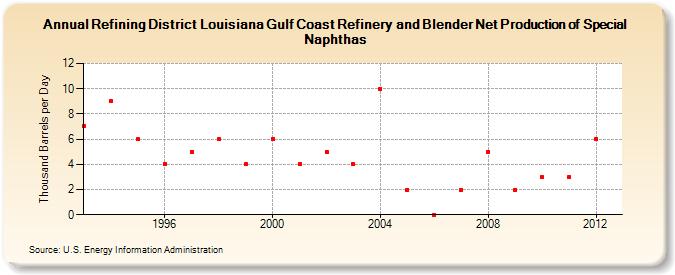 Annual Refining District Louisiana Gulf Coast Refinery and Blender Net Production of Special
Naphthas
Thousand Barrels per Day
12
10
8
6
4
2
0
1996 2000 2004 2008 2012
Source: U.S. Energy Information Administration